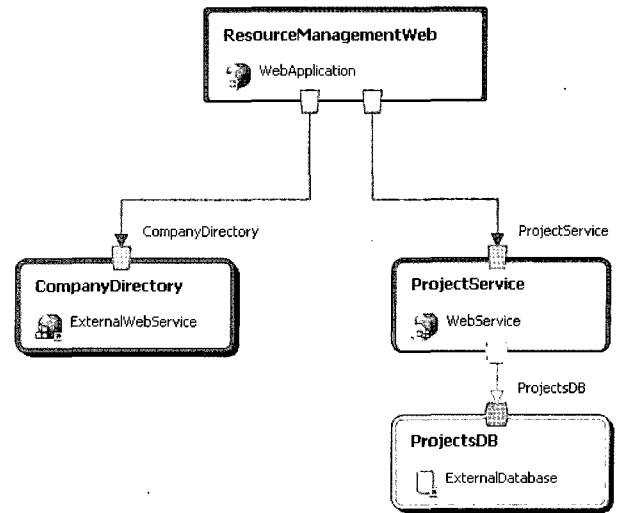 ResourceManagementWeb
WebApplication
CompanyDirectory
ProjectService
CompanyDirectory
ExternalWebService
ProjectService
WebService
ProjectsDB
ProjectsDB
ExternalDatabase